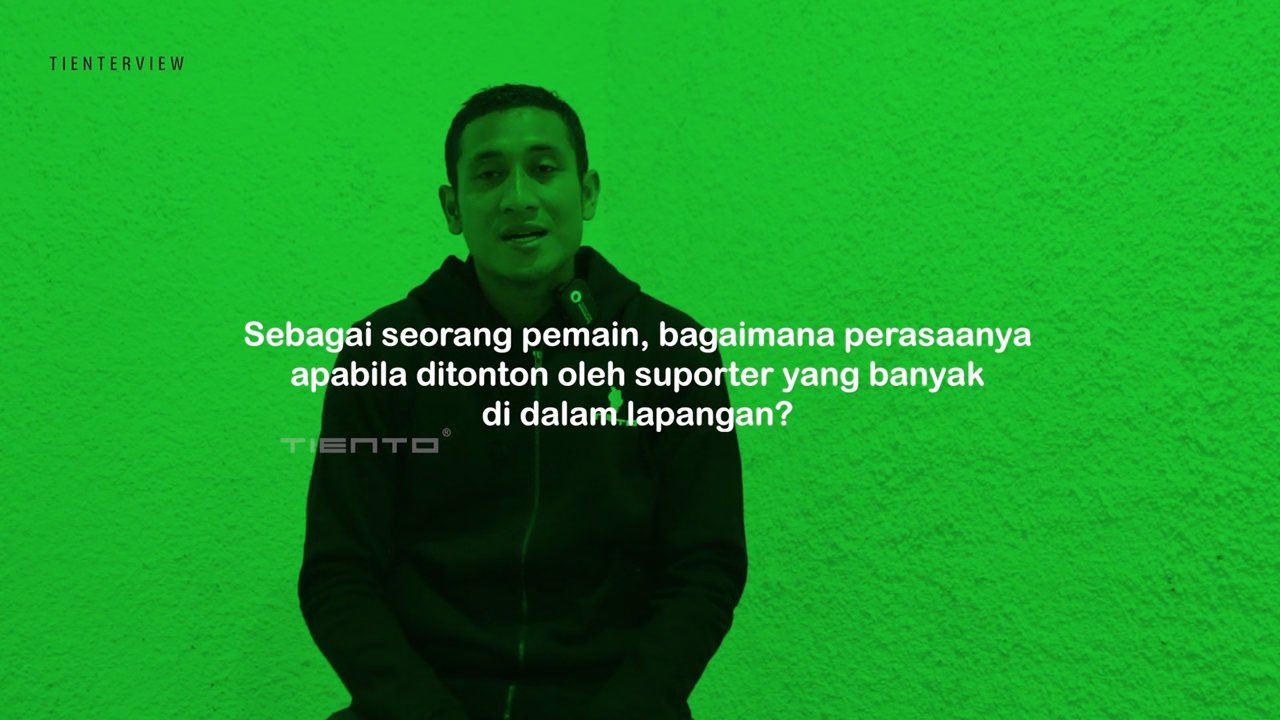 TIENTERVIEW
Sebagai seorang pemain, bagaimana perasaanya
apabila ditonton oleh suporter yang banyak
di dalam lapangan?
TIENTO®